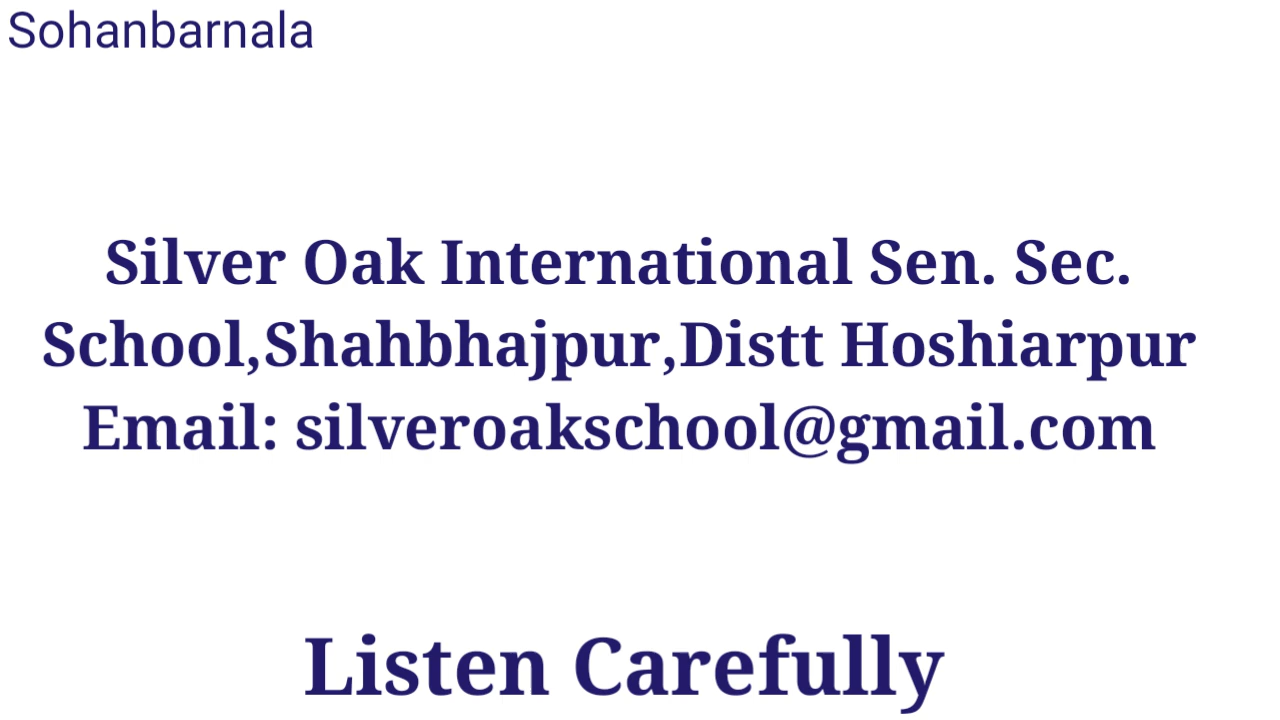 Sohanbarnala
Silver Oak International Sen. Sec.
School,Shahbhajpur,Distt Hoshiarpur
Email: silveroakschool@gmail.com
Listen Carefully